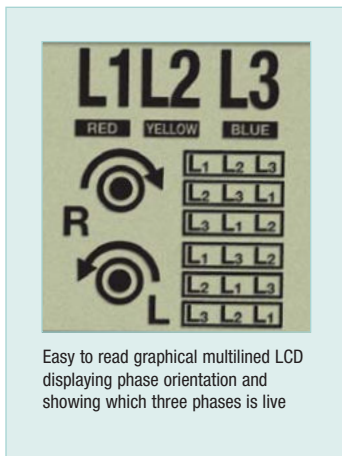 L1 L2 L3
RED YELLOW BLUE
L1 L2 L3
L2 L3 L1
R
L3 L1 L2
L1 L3 L2
L2 L1 L3
L
L3 L2 L1
Easy to read graphical multilined LCD
displaying phase orientation and
showing which three phases is live